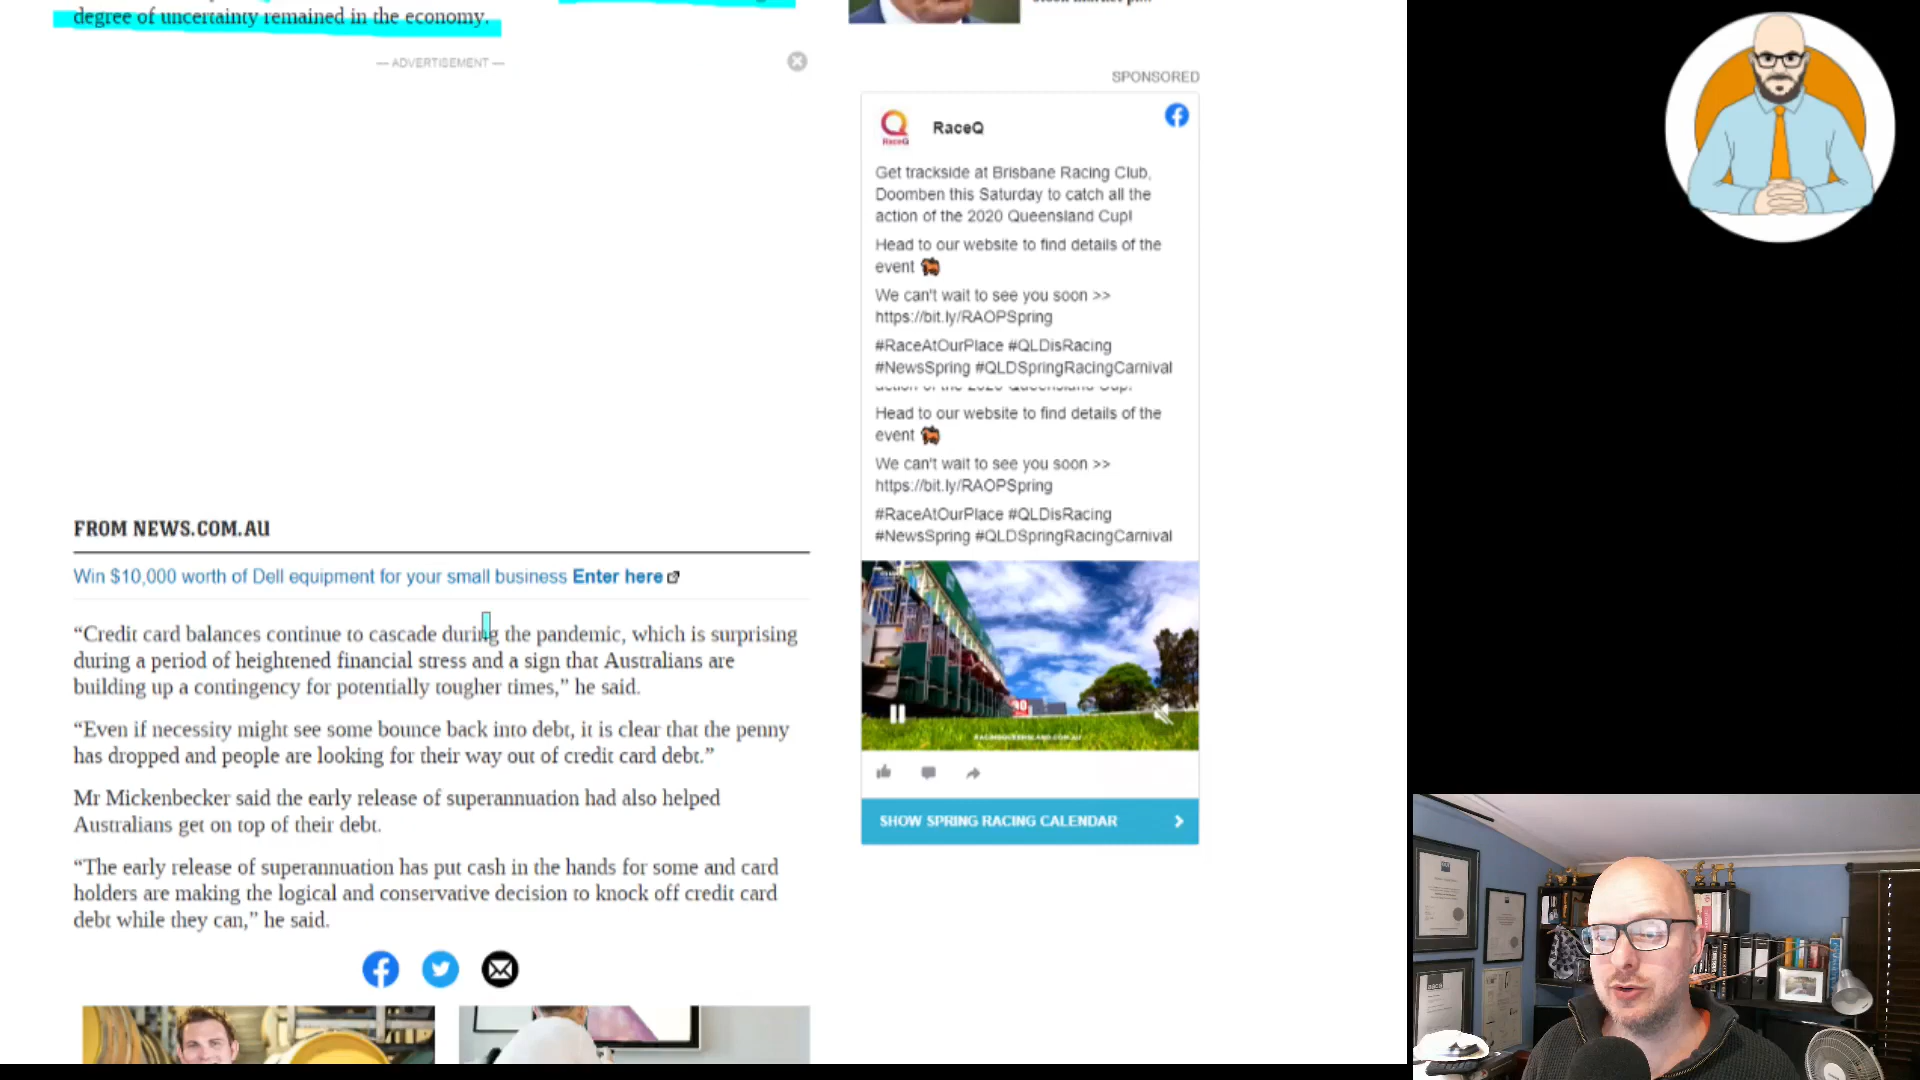 degree of uncertainty remained in the economy.
— ADVERTISEMENT —
FROM NEWS.COM.AU
Win $10,000 worth of Dell equipment for your small business Enter here
“Credit card balances continue to cascade during the pandemic, which is surprising
during a period of heightened financial stress and a sign that Australians are
building up a contingency for potentially tougher times,” he said.
“Even if necessity might see some bounce back into debt, it is clear that the penny
has dropped and people are looking for their way out of credit card debt.”
Mr Mickenbecker said the early release of superannuation had also helped
Australians get on top of their debt.
“The early release of superannuation has put cash in the hands for some and card
holders are making the logical and conservative decision to knock off credit card
debt while they can,” he said.
SPONSORED
RaceQ
RaceQ
Get trackside at Brisbane Racing Club,
Doomben this Saturday to catch all the
action of the 2020 Queensland Cup!
Head to our website to find details of the
event
We can't wait to see you soon >>
https://bit.ly/RAOPSpring
#RaceAtOurPlace #QLDisRacing
#NewsSpring #QLDSpringRacingCarnival
action of the 2020 Queensland Cup!
Head to our website to find details of the
event
We can't wait to see you soon >>
https://bit.ly/RAOPSpring
#RaceAtOurPlace #QLDisRacing
#NewsSpring #QLDSpringRacingCarnival
RACINGQUEENSLAND.COM.AU
SHOW SPRING RACING CALENDAR